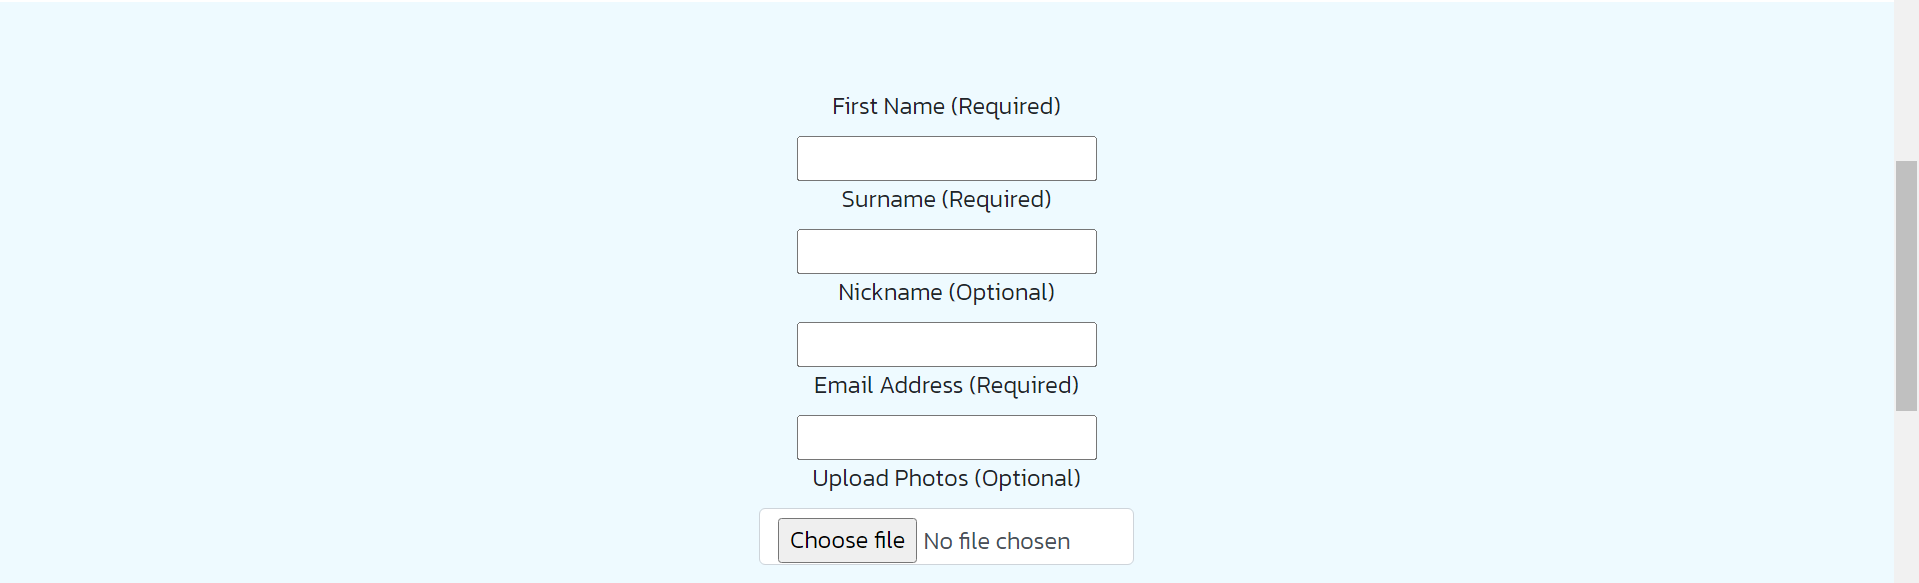 First Name (Required)
Surname (Required)
Nickname (Optional)
Email Address (Required)
Upload Photos (Optional)
Choose file No file chosen